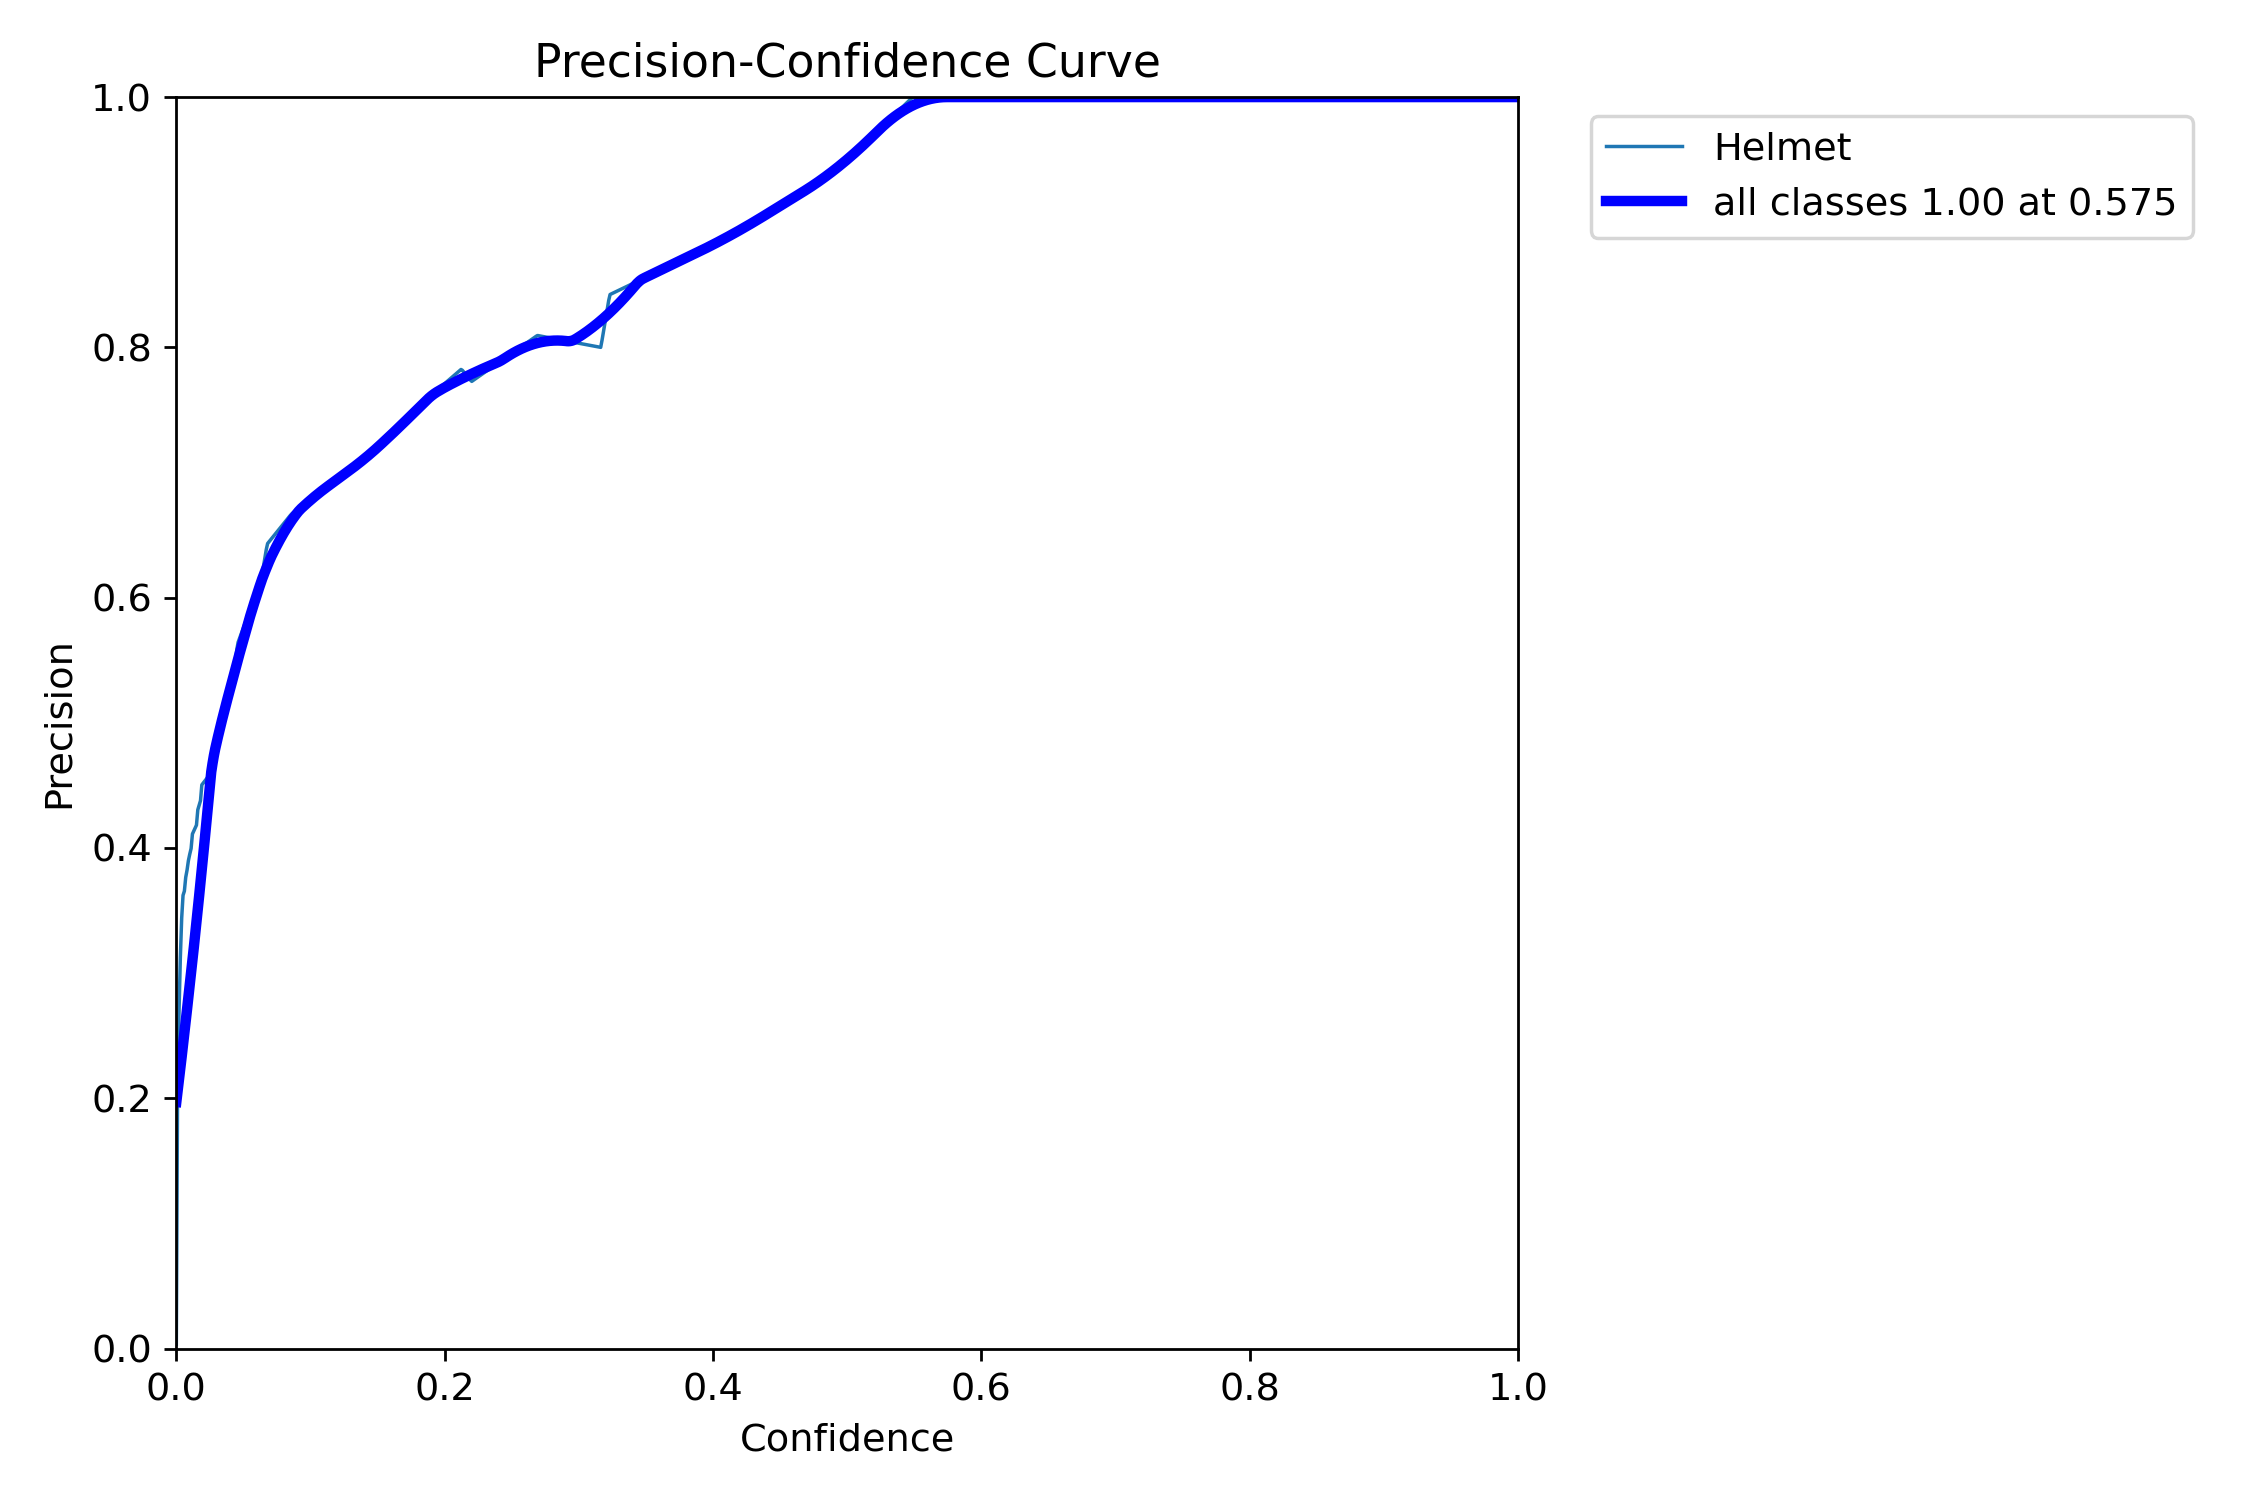 Precision-Confidence Curve
1.0
0.8
0.6
0.4
0.2
0.0
Precision
0.0 0.2 0.4 0.6 0.8 1.0
Confidence
Helmet
all classes 1.00 at 0.575